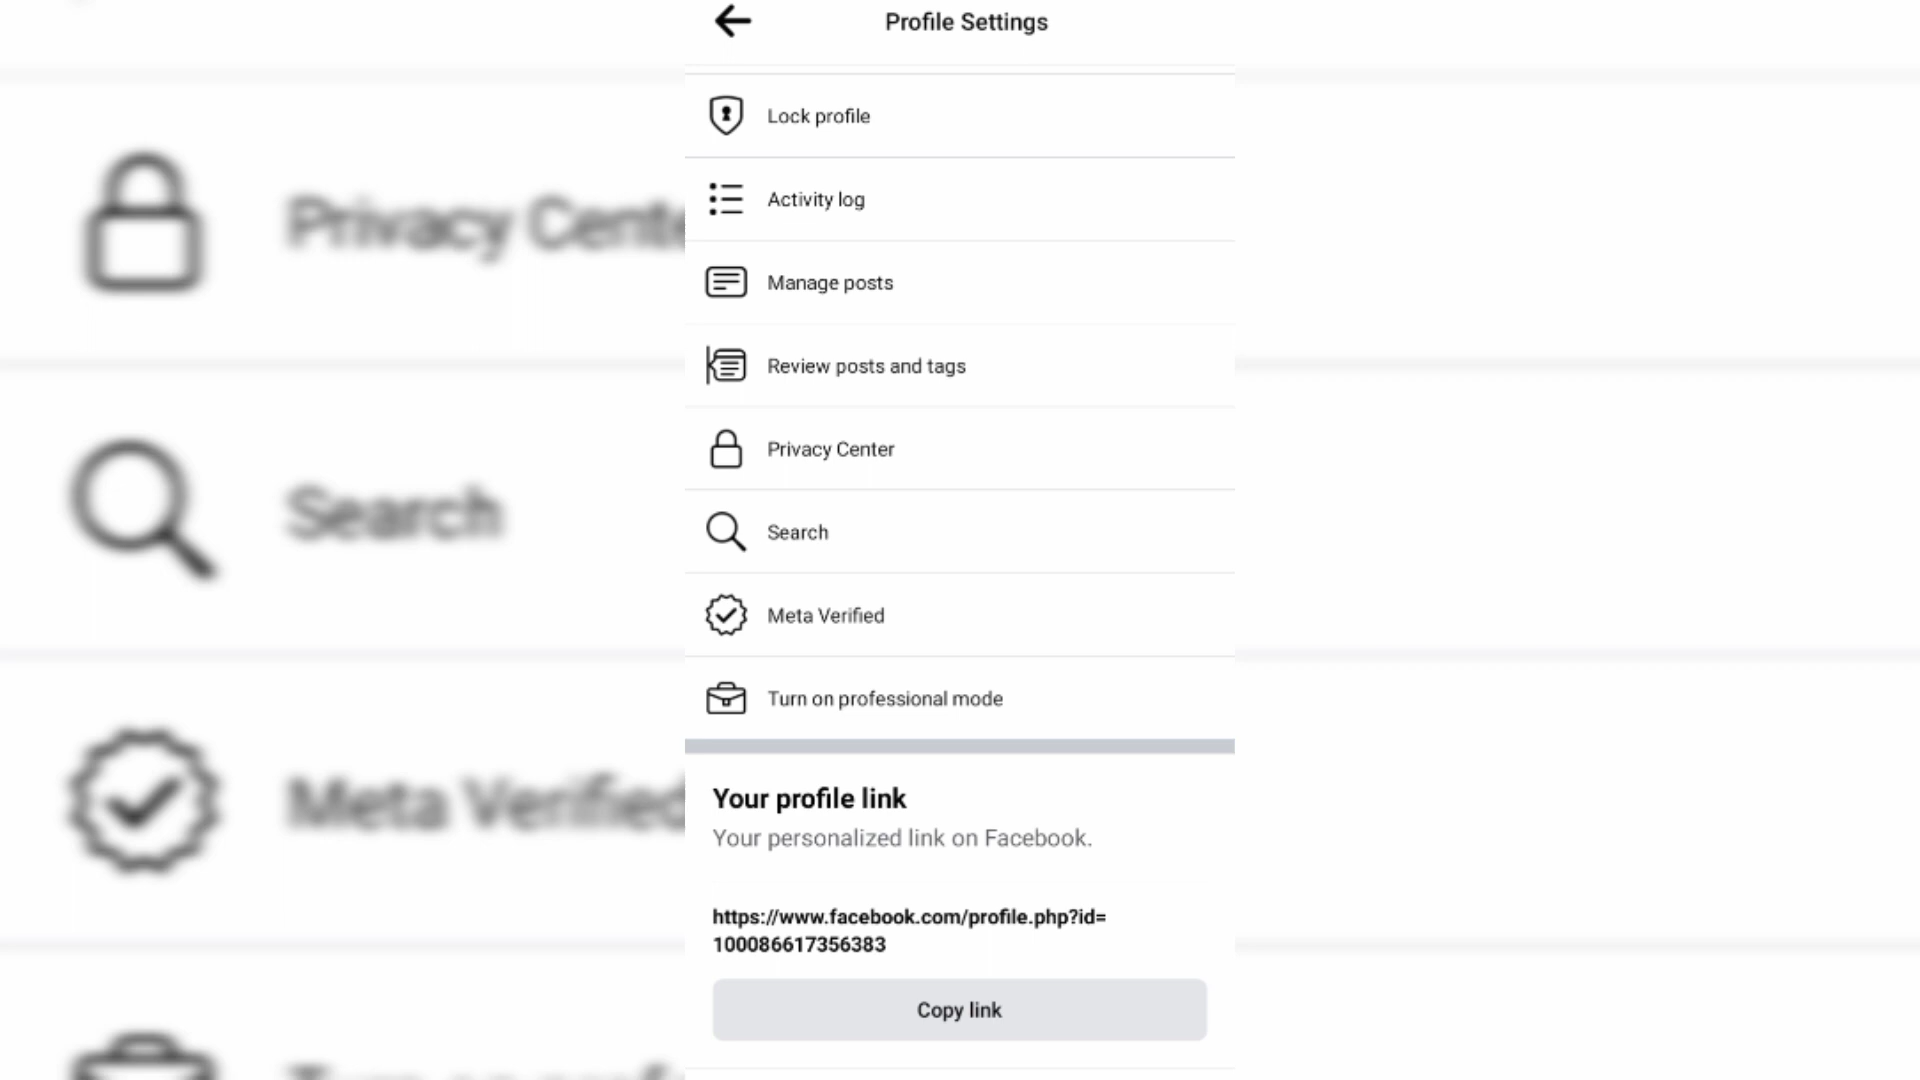 Profile Settings
Lock profile
Activity log
Manage posts
Review posts and tags
Privacy Center
Search
Meta Verified
Turn on professional mode
Your profile link
Your personalized link on Facebook.
https://www.facebook.com/profile.php?id=
100086617356383
Copy link
Privacy Cente
Search
Meta Verified